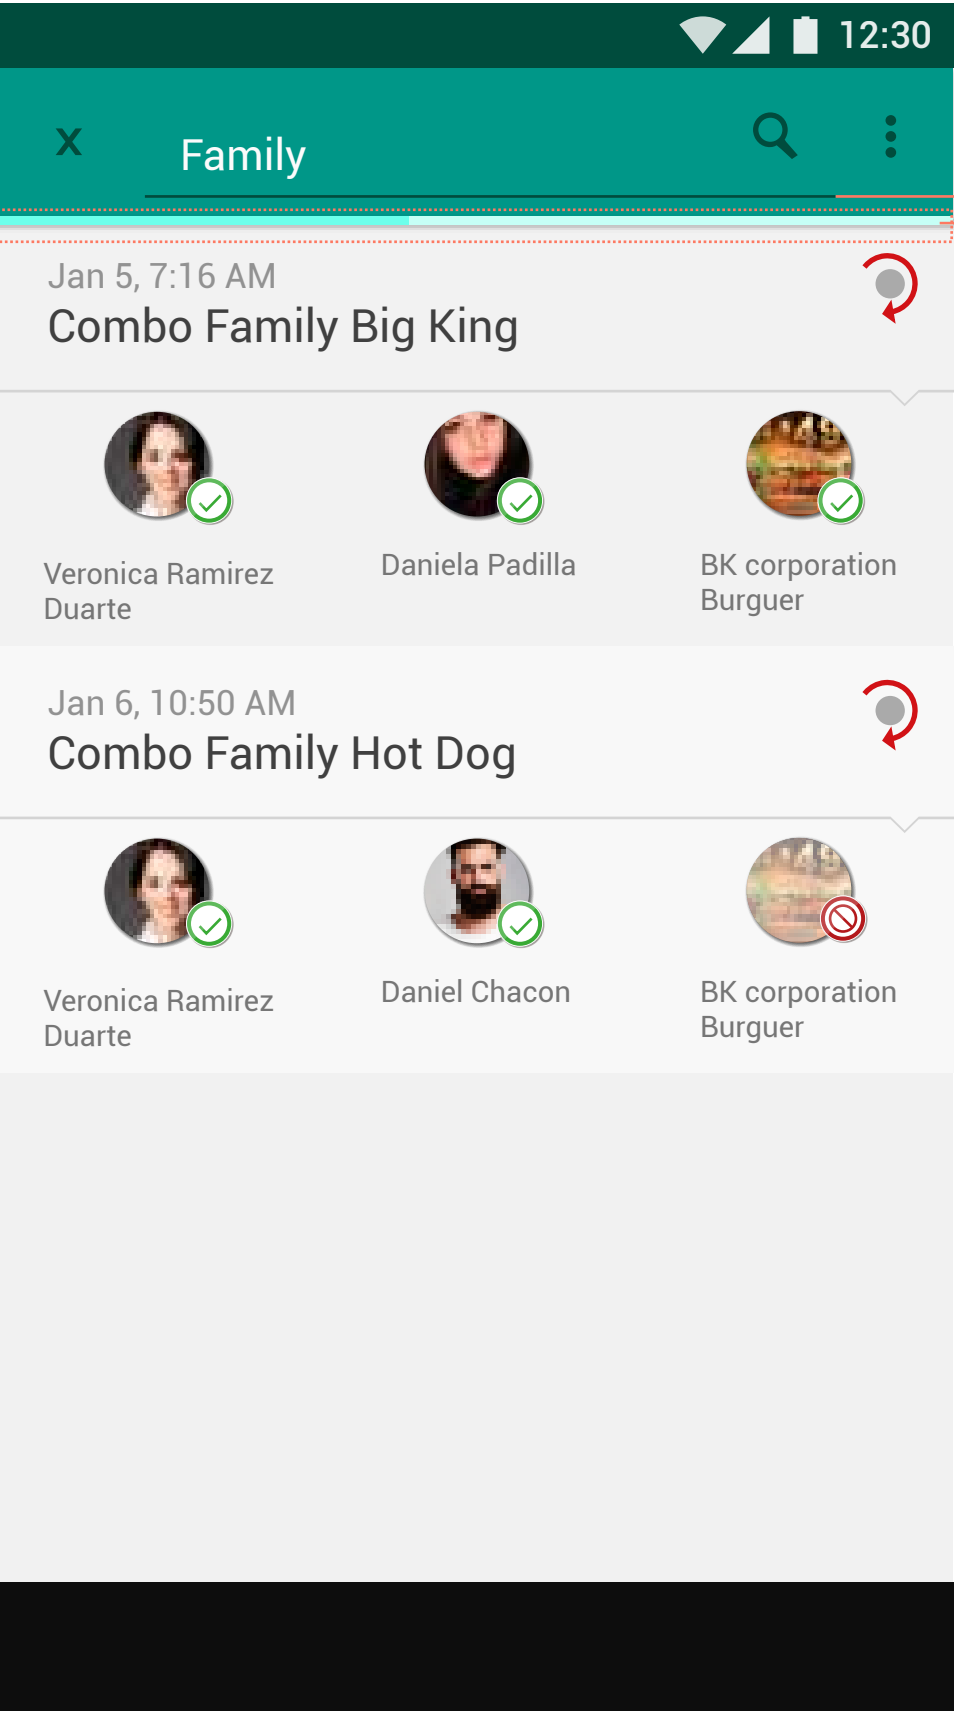 12:30
X
Family
Jan 5, 7:16 AM
Combo Family Big King
Veronica Ramirez
Duarte
Daniela Padilla
BK corporation
Burguer
Jan 6, 10:50 AM
Combo Family Hot Dog
Veronica Ramirez
Duarte
Daniel Chacon
BK corporation
Burguer